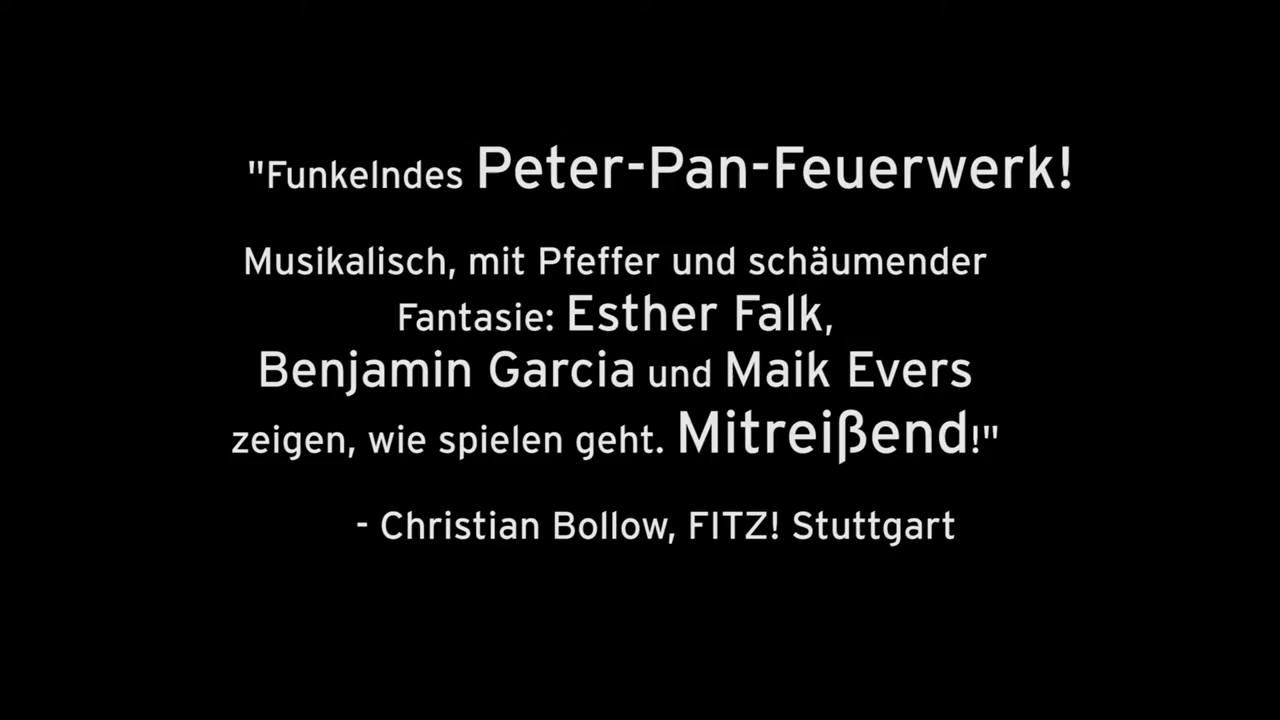 "Funkelndes Peter-Pan-Feuerwerk!
Musikalisch, mit Pfeffer und schäumender
Fantasie: Esther Falk,
Benjamin Garcia und Maik Evers
zeigen, wie spielen geht. Mitreißend!"
- Christian Bollow, FITZ! Stuttgart